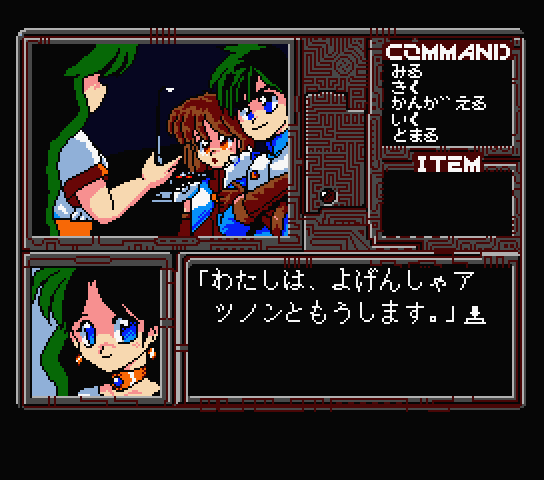 COMMAND
みる
きく
かんがえる
いく
とまる
ITEM
「わたしは、よげんしゃア
ツノンともうします。」